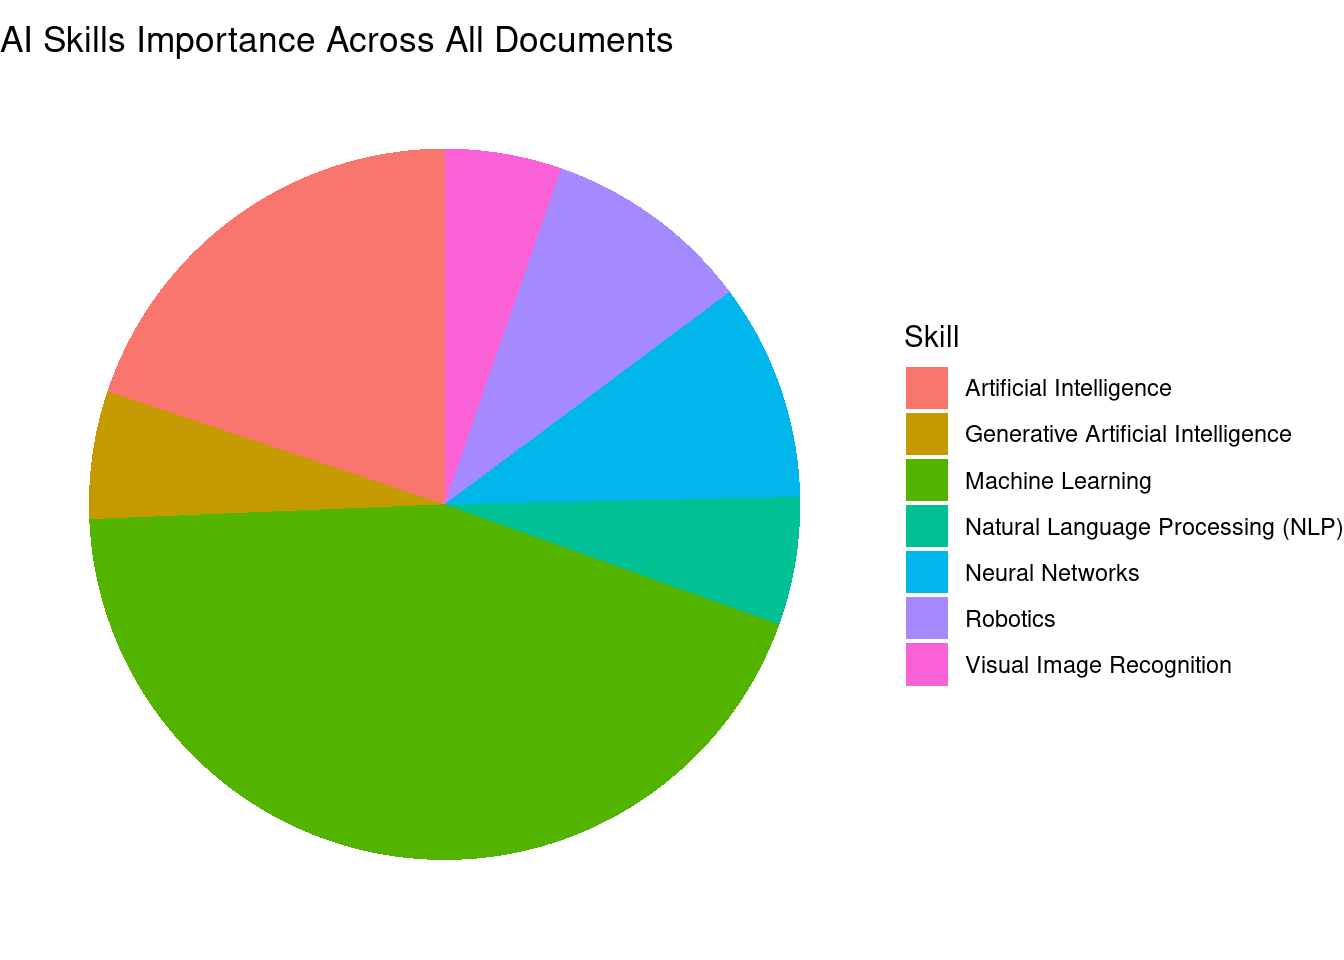 AI Skills Importance Across All Documents
Skill
Artificial Intelligence
Generative Artificial Intelligence
Machine Learning
Natural Language Processing (NLP)
Neural Networks
Robotics
Visual Image Recognition